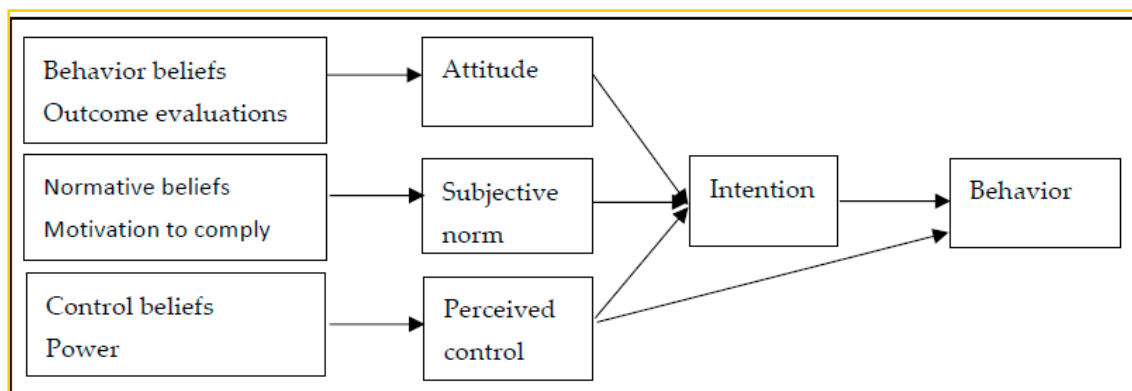 Behavior beliefs
Outcome evaluations
Attitude
Normative beliefs
Motivation to comply
Subjective
norm
Intention
Behavior
Control beliefs
Power
Perceived
control